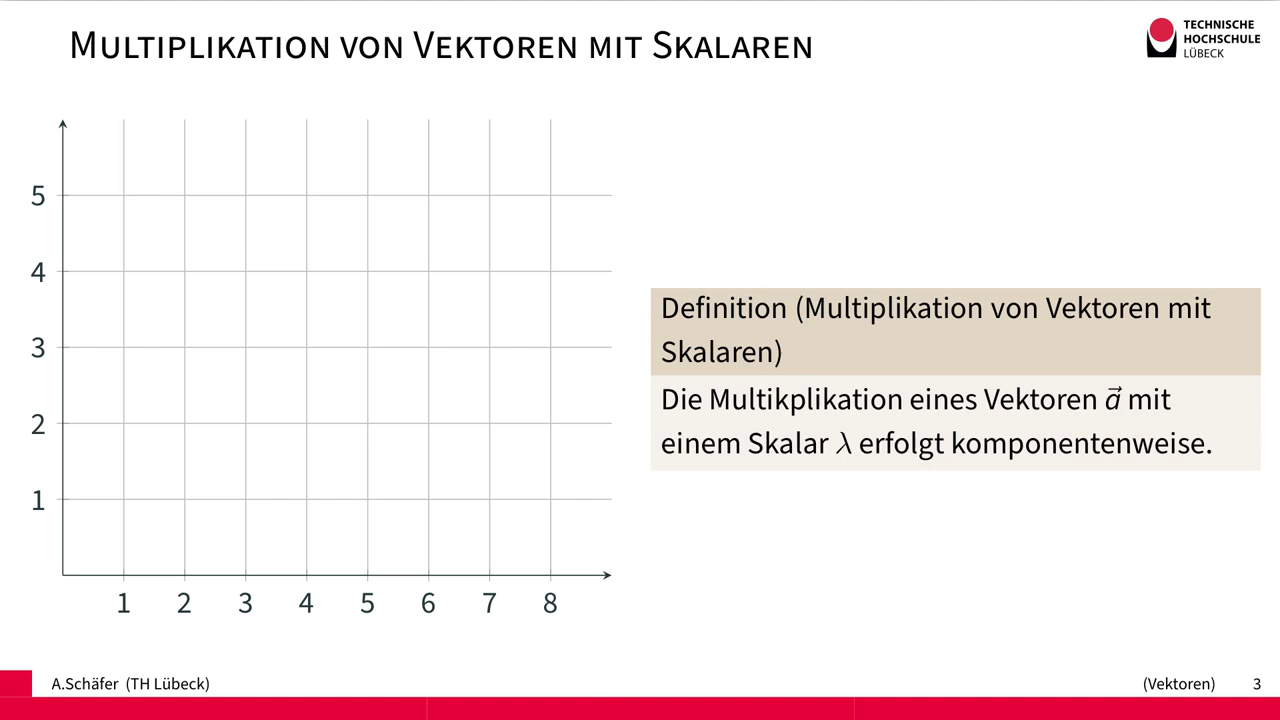 Multiplikation von Vektoren mit Skalaren
TECHNISCHE
HOCHSCHULE
LÜBECK
5
4
3
2
1
1 2 3 4 5 6 7 8
Definition (Multiplikation von Vektoren mit
Skalaren)
Die Multikplikation eines Vektoren a⃗ mit
einem Skalar λ erfolgt komponentenweise.
A.Schäfer (TH Lübeck)
(Vektoren) 3